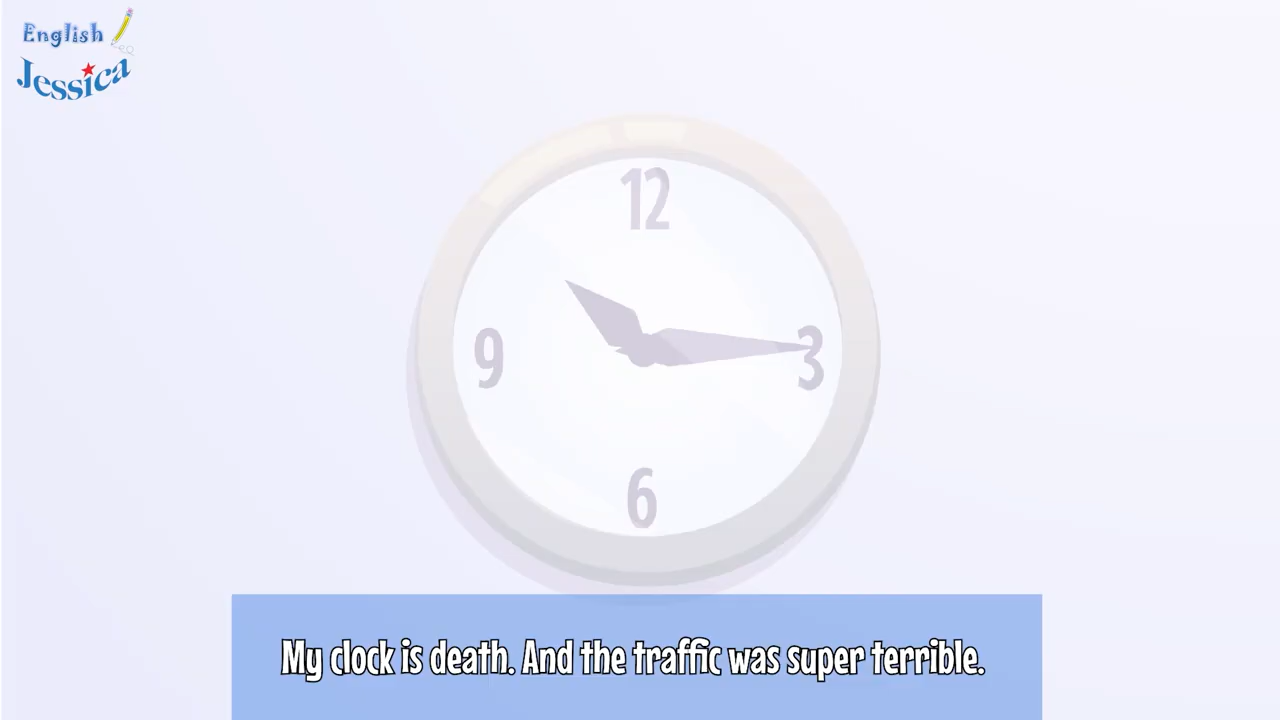 English
Jessica
12
9
3
6
My clock is death. And the traffic was super terrible.